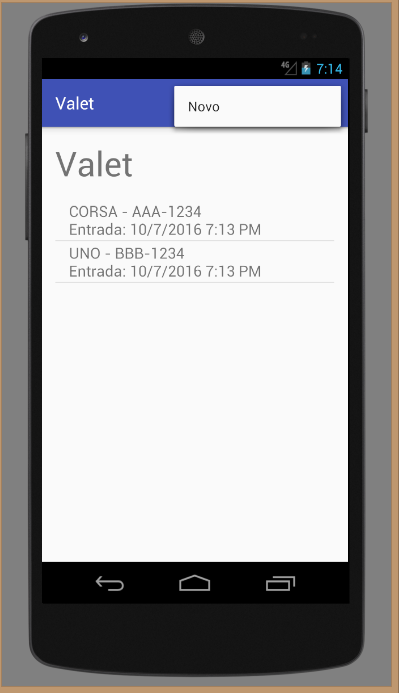 4G 7:14
Valet
Novo
Valet
CORSA - AAA-1234
Entrada: 10/7/2016 7:13 PM
UNO - BBB-1234
Entrada: 10/7/2016 7:13 PM